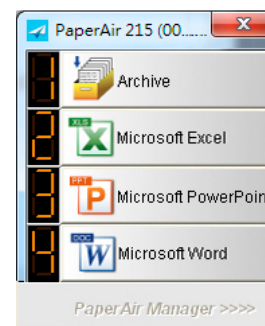 PaperAir 215 (00......
1 Archive
2 XLS Microsoft Excel
3 PPT Microsoft PowerPoin
4 DOC Microsoft Word
PaperAir Manager >>>>